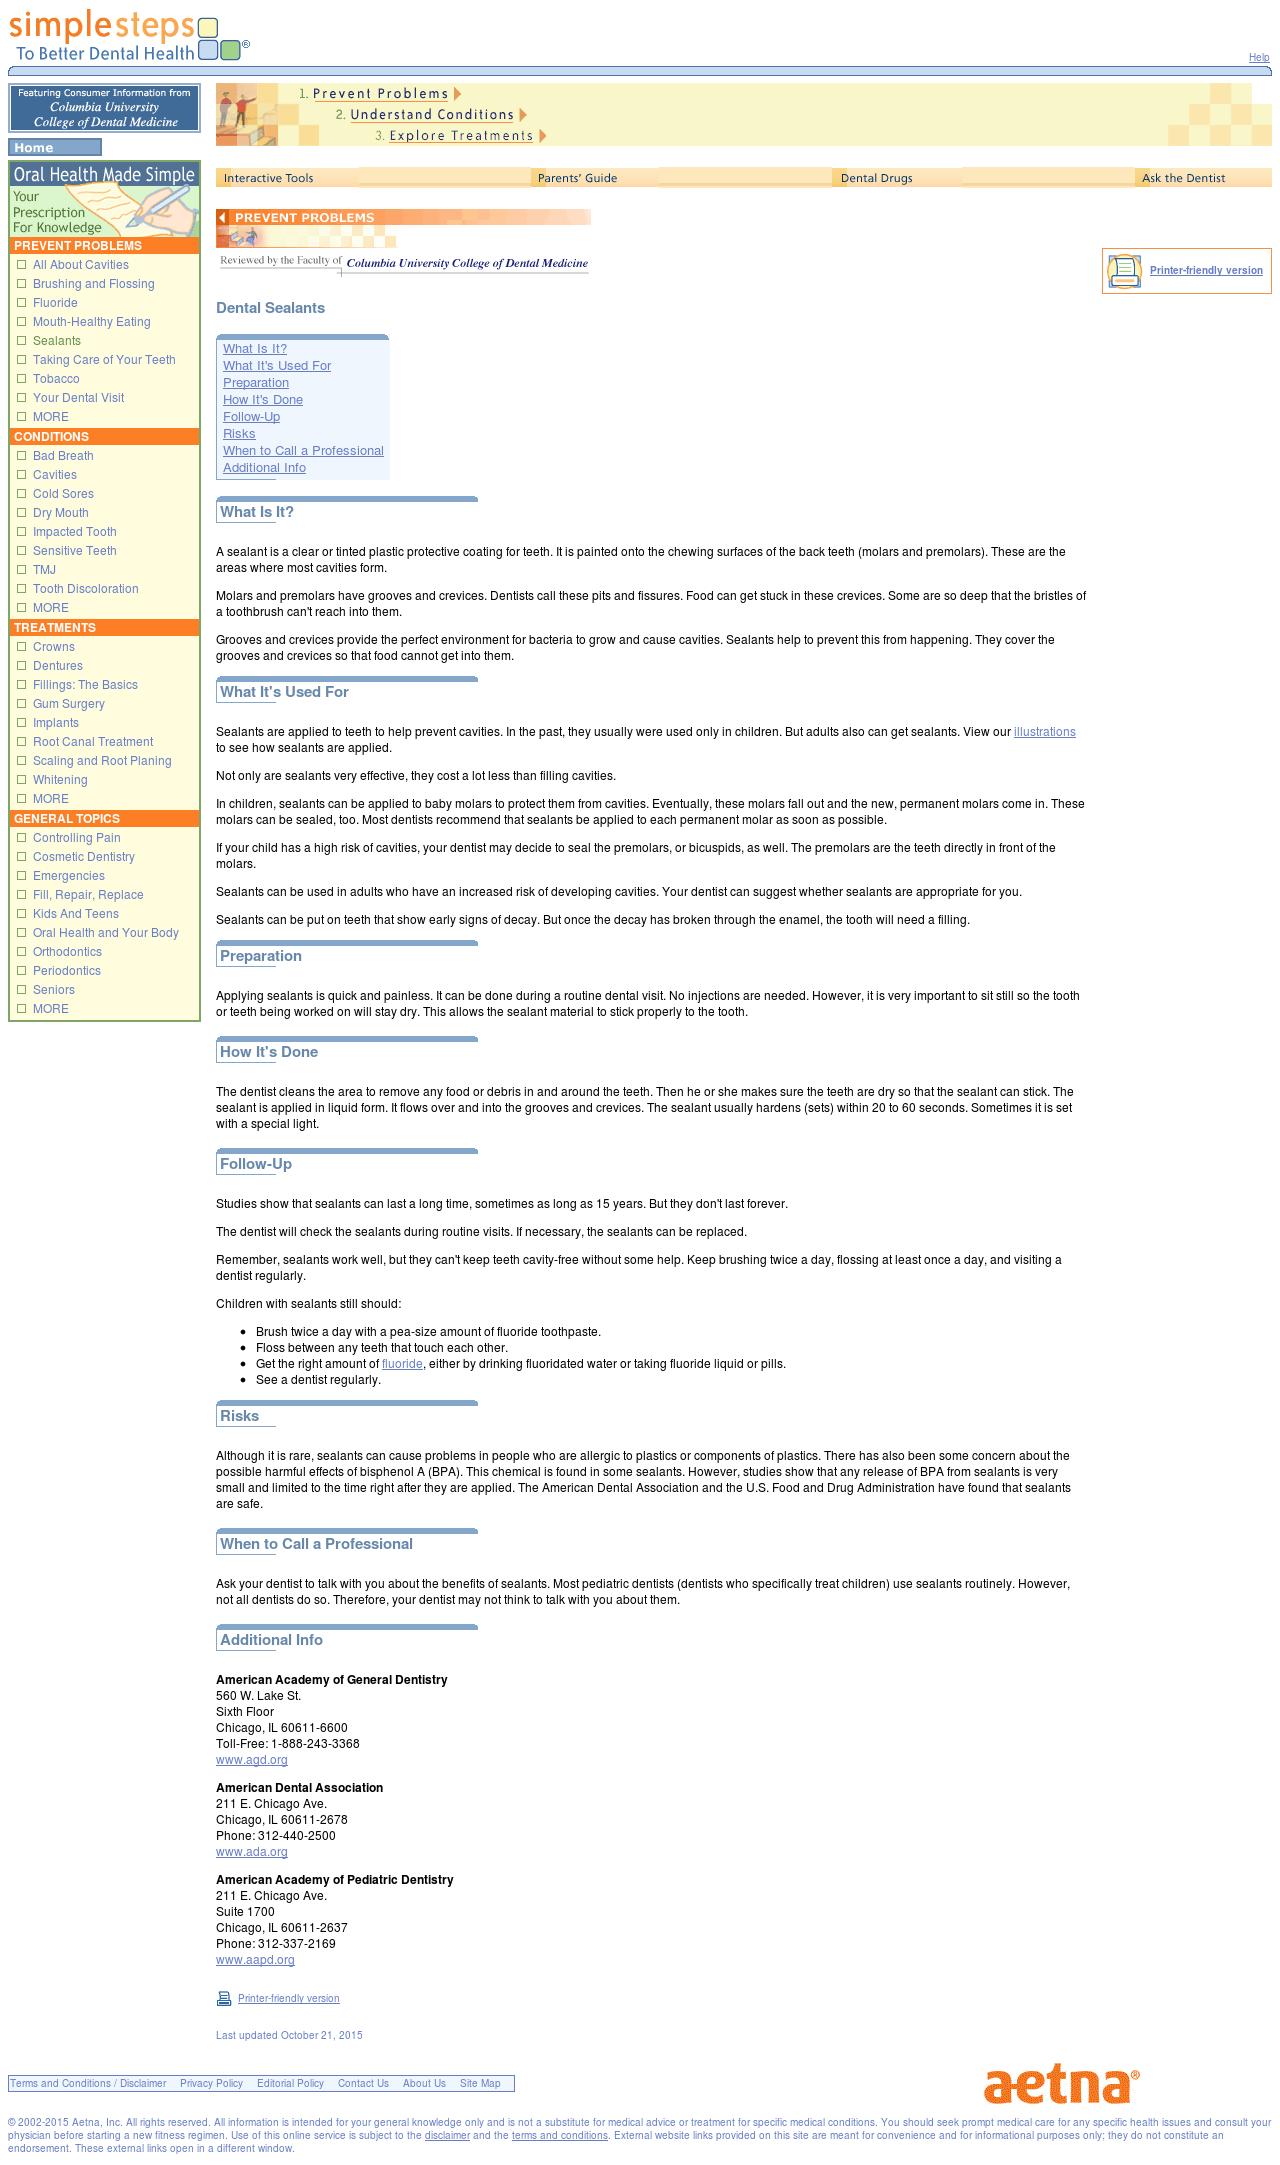 simplesteps
To Better Dental Health®
Help
Featuring Consumer Information from
Columbia University
College of Dental Medicine
Home
Oral Health Made Simple
Your
Prescription
For Knowledge
PREVENT PROBLEMS
All About Cavities
Brushing and Flossing
Fluoride
Mouth-Healthy Eating
Sealants
Taking Care of Your Teeth
Tobacco
Your Dental Visit
MORE
CONDITIONS
Bad Breath
Cavities
Cold Sores
Dry Mouth
Impacted Tooth
Sensitive Teeth
TMJ
Tooth Discoloration
MORE
TREATMENTS
Crowns
Dentures
Fillings: The Basics
Gum Surgery
Implants
Root Canal Treatment
Scaling and Root Planing
Whitening
MORE
GENERAL TOPICS
Controlling Pain
Cosmetic Dentistry
Emergencies
Fill, Repair, Replace
Kids And Teens
Oral Health and Your Body
Orthodontics
Periodontics
Seniors
MORE
1. Prevent Problems
2. Understand Conditions
3. Explore Treatments
Interactive Tools Parents' Guide Dental Drugs Ask the Dentist
PREVENT PROBLEMS
Reviewed by the Faculty of Columbia University College of Dental Medicine
Printer-friendly version
Dental Sealants
What Is It?
What It's Used For
Preparation
How It's Done
Follow-Up
Risks
When to Call a Professional
Additional Info
What Is It?
A sealant is a clear or tinted plastic protective coating for teeth. It is painted onto the chewing surfaces of the back teeth (molars and premolars). These are the
areas where most cavities form.
Molars and premolars have grooves and crevices. Dentists call these pits and fissures. Food can get stuck in these crevices. Some are so deep that the bristles of
a toothbrush can't reach into them.
Grooves and crevices provide the perfect environment for bacteria to grow and cause cavities. Sealants help to prevent this from happening. They cover the
grooves and crevices so that food cannot get into them.
What It's Used For
Sealants are applied to teeth to help prevent cavities. In the past, they usually were used only in children. But adults also can get sealants. View our illustrations
to see how sealants are applied.
Not only are sealants very effective, they cost a lot less than filling cavities.
In children, sealants can be applied to baby molars to protect them from cavities. Eventually, these molars fall out and the new, permanent molars come in. These
molars can be sealed, too. Most dentists recommend that sealants be applied to each permanent molar as soon as possible.
If your child has a high risk of cavities, your dentist may decide to seal the premolars, or bicuspids, as well. The premolars are the teeth directly in front of the
molars.
Sealants can be used in adults who have an increased risk of developing cavities. Your dentist can suggest whether sealants are appropriate for you.
Sealants can be put on teeth that show early signs of decay. But once the decay has broken through the enamel, the tooth will need a filling.
Preparation
Applying sealants is quick and painless. It can be done during a routine dental visit. No injections are needed. However, it is very important to sit still so the tooth
or teeth being worked on will stay dry. This allows the sealant material to stick properly to the tooth.
How It's Done
The dentist cleans the area to remove any food or debris in and around the teeth. Then he or she makes sure the teeth are dry so that the sealant can stick. The
sealant is applied in liquid form. It flows over and into the grooves and crevices. The sealant usually hardens (sets) within 20 to 60 seconds. Sometimes it is set
with a special light.
Follow-Up
Studies show that sealants can last a long time, sometimes as long as 15 years. But they don't last forever.
The dentist will check the sealants during routine visits. If necessary, the sealants can be replaced.
Remember, sealants work well, but they can't keep teeth cavity-free without some help. Keep brushing twice a day, flossing at least once a day, and visiting a
dentist regularly.
Children with sealants still should:
• Brush twice a day with a pea-size amount of fluoride toothpaste.
• Floss between any teeth that touch each other.
• Get the right amount of fluoride, either by drinking fluoridated water or taking fluoride liquid or pills.
• See a dentist regularly.
Risks
Although it is rare, sealants can cause problems in people who are allergic to plastics or components of plastics. There has also been some concern about the
possible harmful effects of bisphenol A (BPA). This chemical is found in some sealants. However, studies show that any release of BPA from sealants is very
small and limited to the time right after they are applied. The American Dental Association and the U.S. Food and Drug Administration have found that sealants
are safe.
When to Call a Professional
Ask your dentist to talk with you about the benefits of sealants. Most pediatric dentists (dentists who specifically treat children) use sealants routinely. However,
not all dentists do so. Therefore, your dentist may not think to talk with you about them.
Additional Info
American Academy of General Dentistry
560 W. Lake St.
Sixth Floor
Chicago, IL 60611-6600
Toll-Free: 1-888-243-3368
www.agd.org
American Dental Association
211 E. Chicago Ave.
Chicago, IL 60611-2678
Phone: 312-440-2500
www.ada.org
American Academy of Pediatric Dentistry
211 E. Chicago Ave.
Suite 1700
Chicago, IL 60611-2637
Phone: 312-337-2169
www.aapd.org
Printer-friendly version
Last updated October 21, 2015
Terms and Conditions / Disclaimer Privacy Policy Editorial Policy Contact Us About Us Site Map
aetna®
© 2002-2015 Aetna, Inc. All rights reserved. All information is intended for your general knowledge only and is not a substitute for medical advice or treatment for specific medical conditions. You should seek prompt medical care for any specific health issues and consult your
physician before starting a new fitness regimen. Use of this online service is subject to the disclaimer and the terms and conditions. External website links provided on this site are meant for convenience and for informational purposes only; they do not constitute an
endorsement. These external links open in a different window.